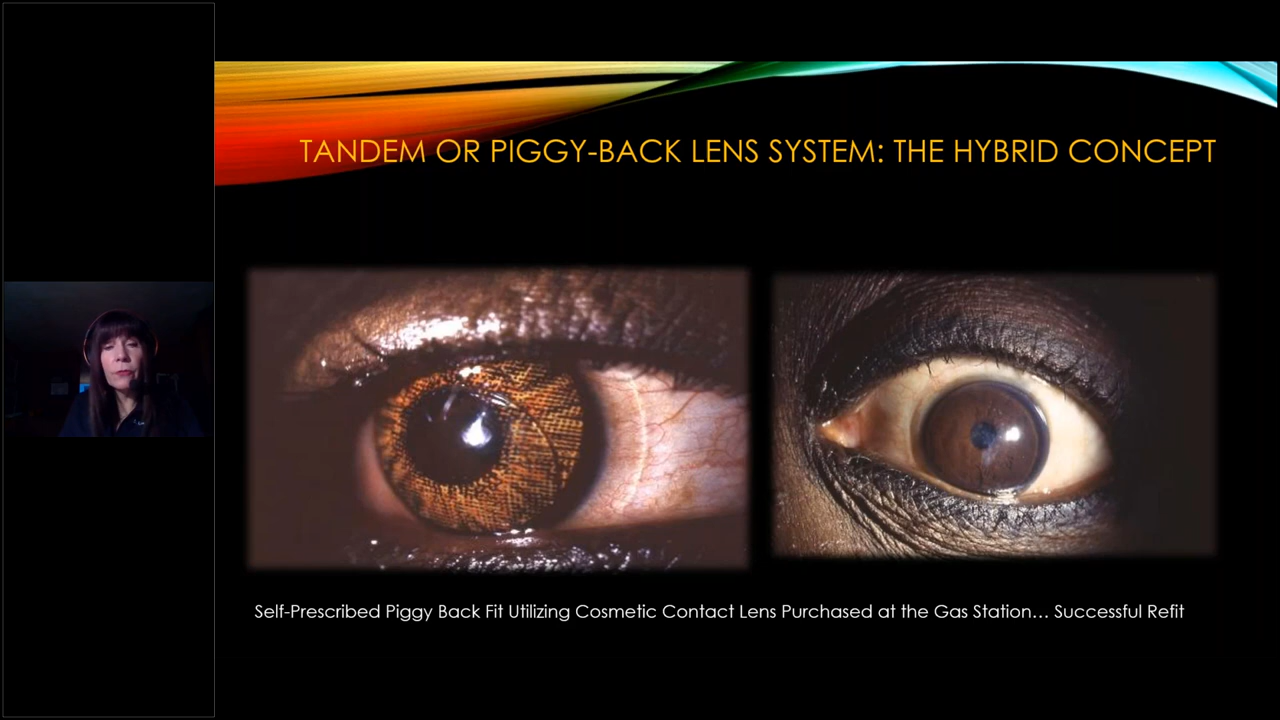 TANDEM OR PIGGY-BACK LENS SYSTEM: THE HYBRID CONCEPT
Self-Prescribed Piggy Back Fit Utilizing Cosmetic Contact Lens Purchased at the Gas Station… Successful Refit